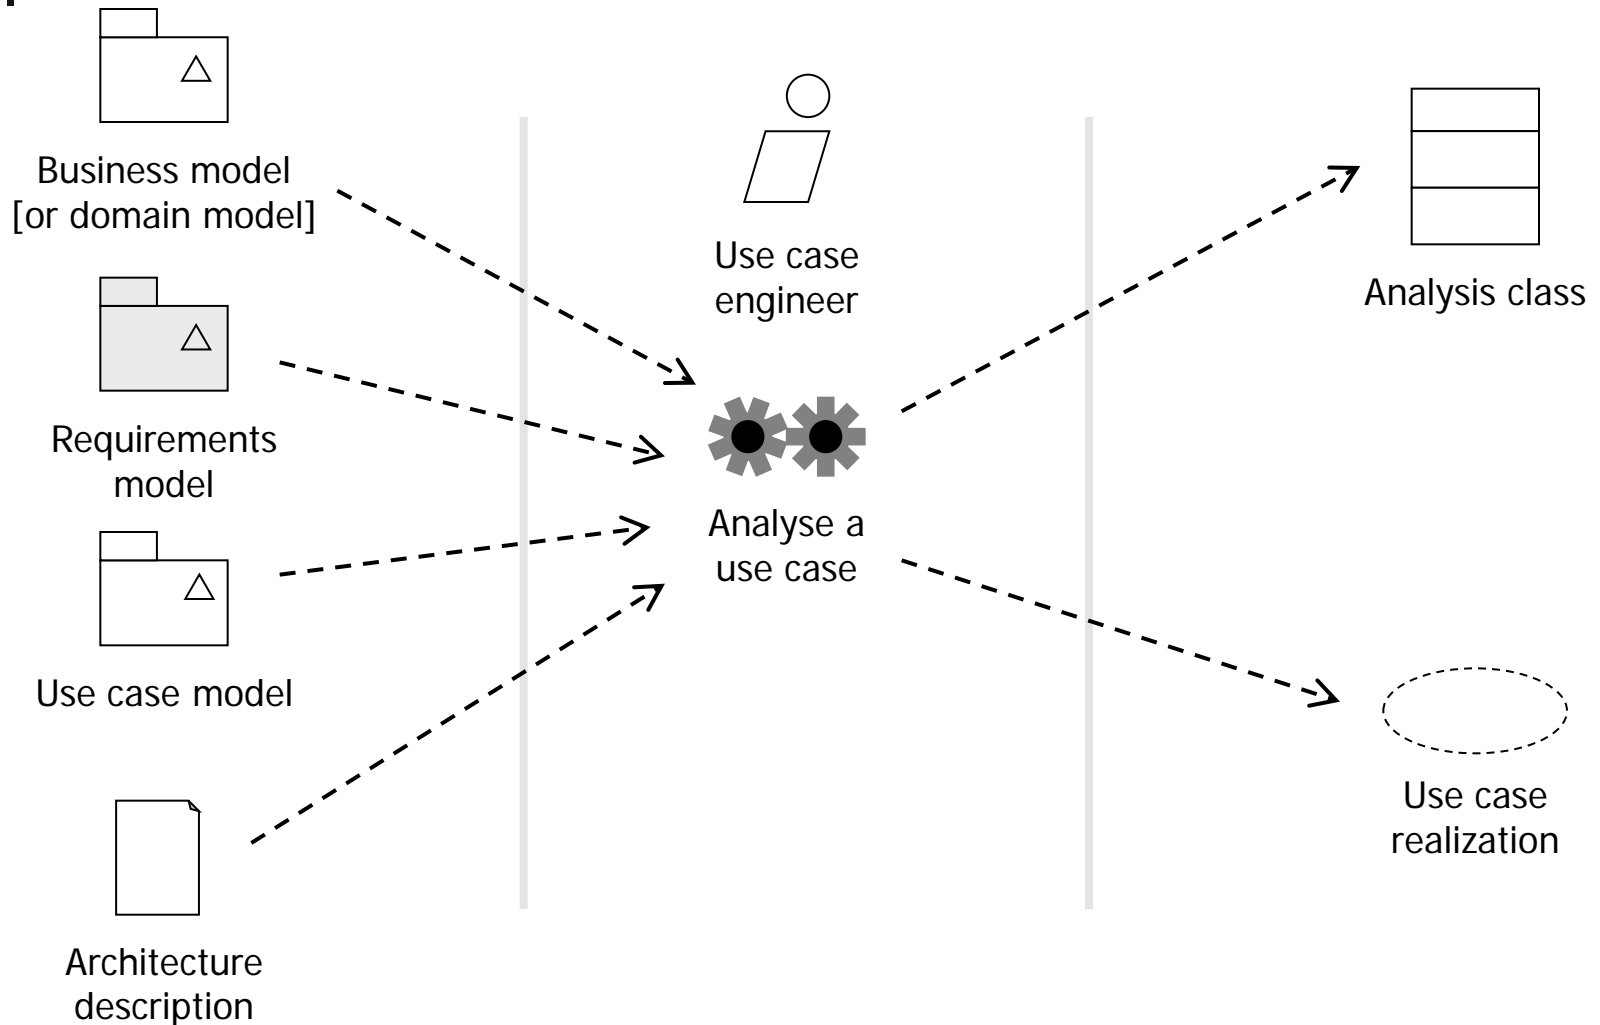 Business model
[or domain model]
Requirements
model
Use case model
Architecture
description
Use case
engineer
Analyse a
use case
Analysis class
Use case
realization